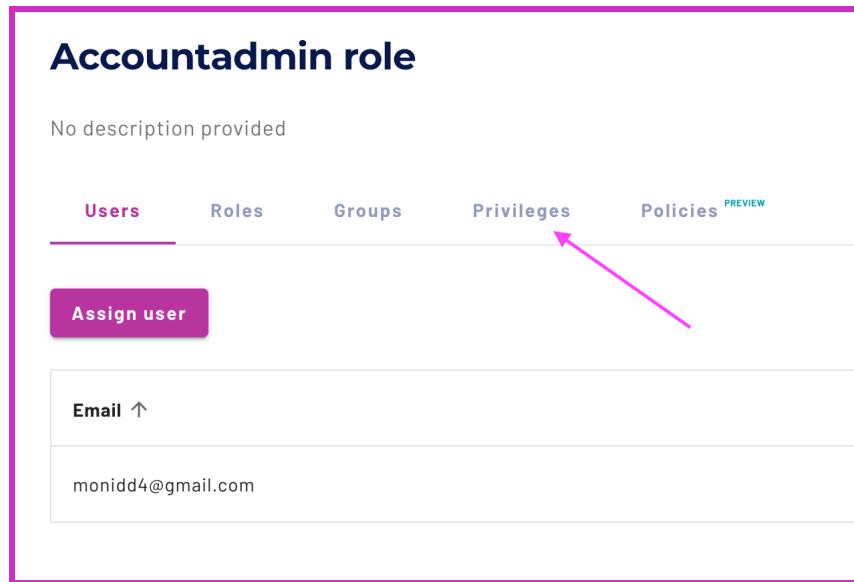 Accountadmin role
No description provided
Users Roles Groups Privileges Policies PREVIEW
Assign user
Email ↑
monidd4@gmail.com